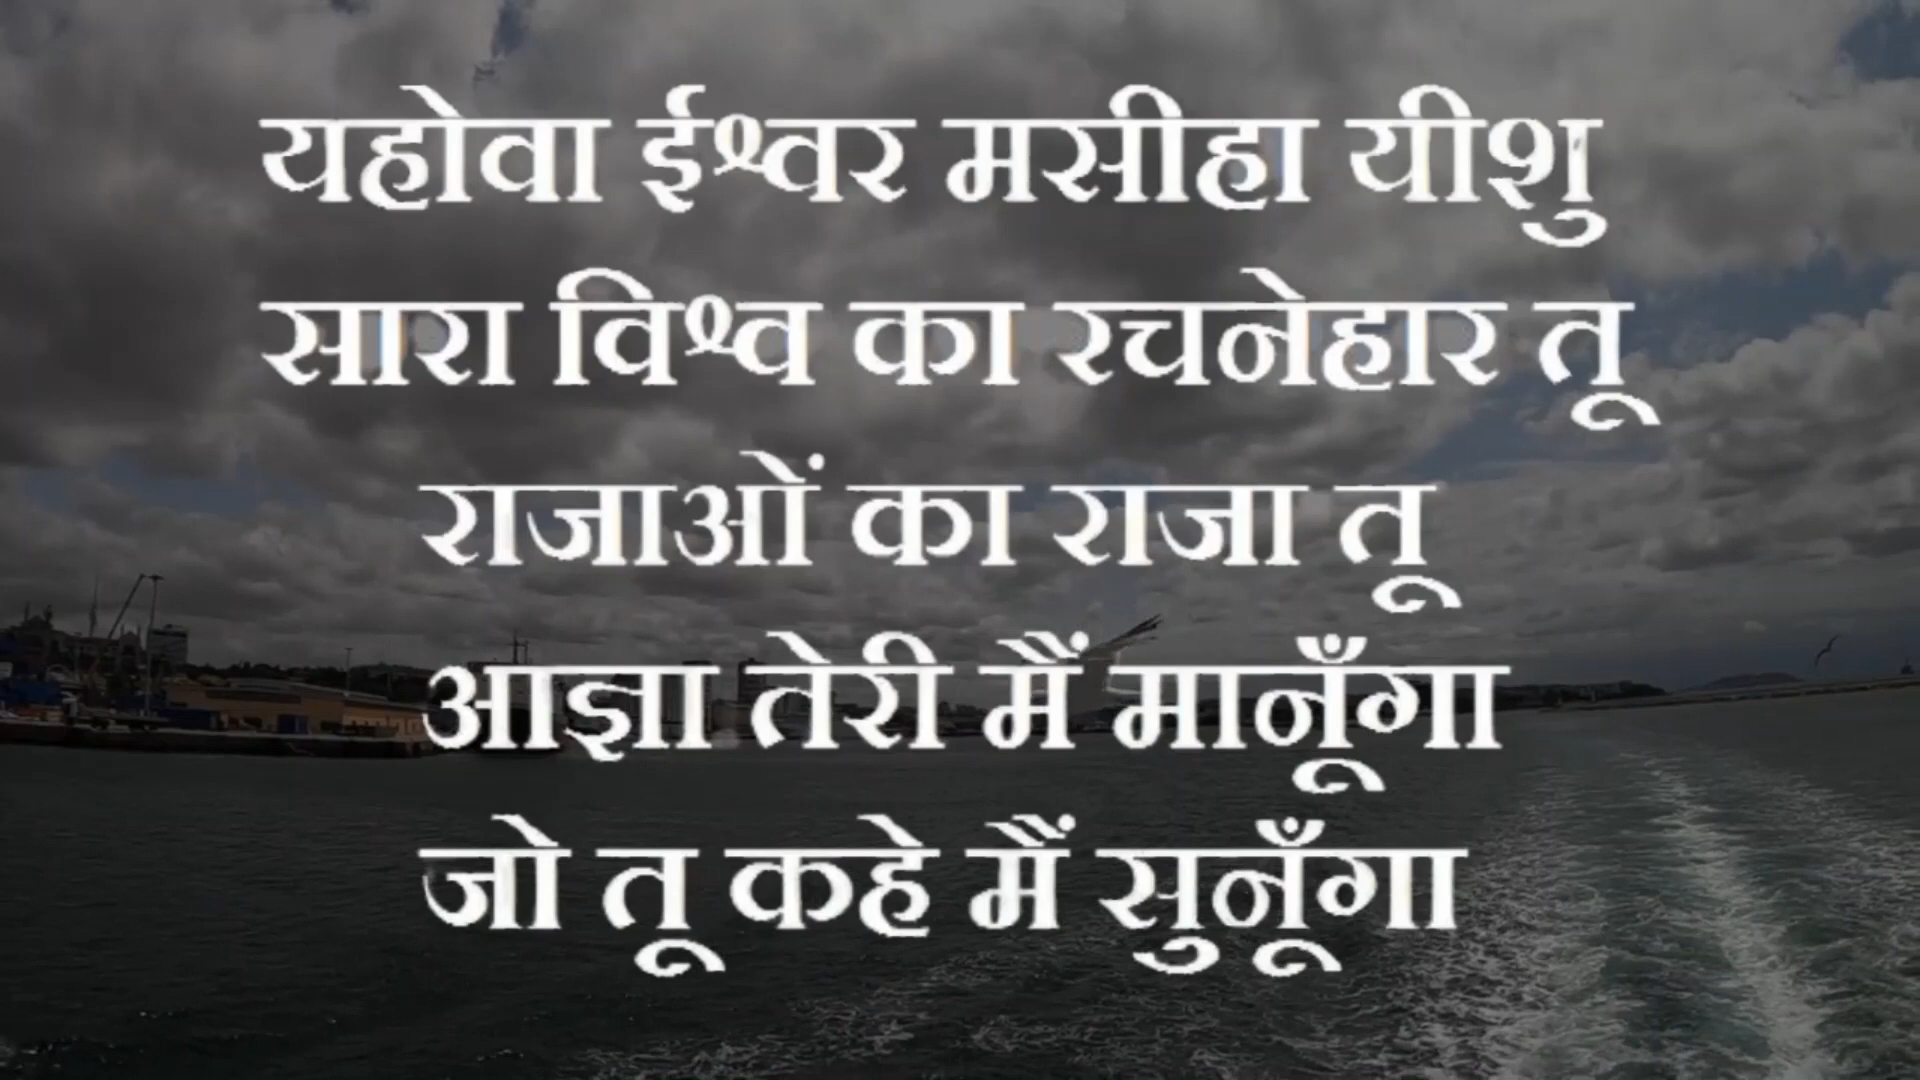 यहोवा ईश्वर मसीहा यीशु
सारा विश्व का रचनेहार तू
राजाओं का राजा तू
आज्ञा तेरी मैं मानूँगा
जो तू कहे मैं सुनूँगा